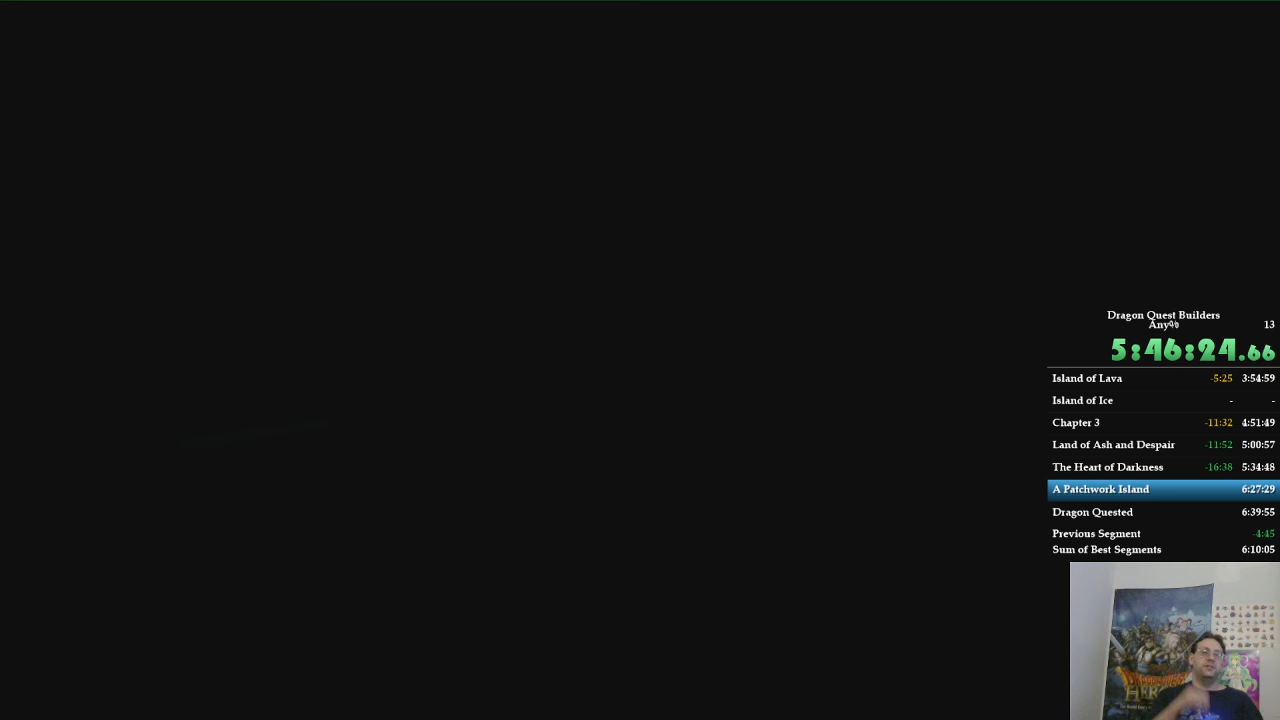 Dragon Quest Builders
Any% 13
5:46:24.66
Island of Lava -5:25 3:54:59
Island of Ice - -
Chapter 3 -11:32 4:51:49
Land of Ash and Despair -11:52 5:00:57
The Heart of Darkness -16:38 5:34:48
A Patchwork Island 6:27:29
Dragon Quested 6:39:55
Previous Segment -4:45
Sum of Best Segments 6:10:05